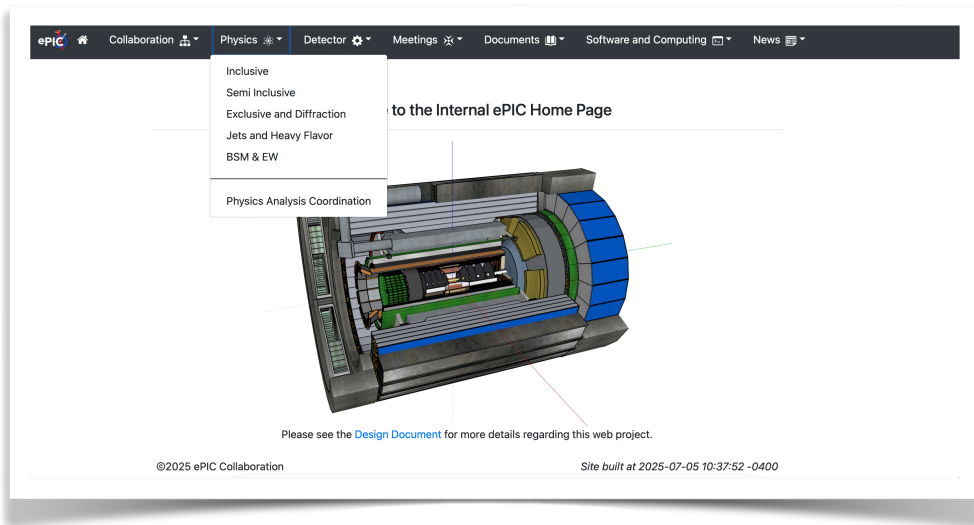 ePIC Collaboration Physics Detector Meetings Documents Software and Computing News
Inclusive
Semi Inclusive
Exclusive and Diffraction
to the Internal ePIC Home Page
Jets and Heavy Flavor
BSM & EW
Physics Analysis Coordination
Please see the Design Document for more details regarding this web project.
©2025 ePIC Collaboration
Site built at 2025-07-05 10:37:52 -0400